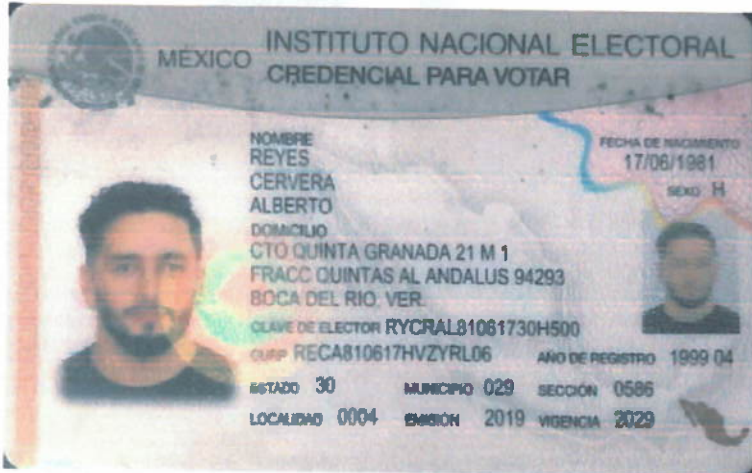 MÉXICO INSTITUTO NACIONAL ELECTORAL
CREDENCIAL PARA VOTAR
NOMBRE
REYES
CERVERA
ALBERTO
FECHA DE NACIMIENTO
17/06/1981
SEXO H
DOMICILIO
CTO QUINTA GRANADA 21 M 1
FRACC QUINTAS AL ANDALUS 94293
BOCA DEL RIO, VER.
CLAVE DE ELECTOR RYCRAL81061730H500
CURP RECA810617HVZYRL06 AÑO DE REGISTRO 1999 04
ESTADO 30 MUNICIPIO 029 SECCIÓN 0586
LOCALIDAD 0004 EMISIÓN 2019 VIGENCIA 2029